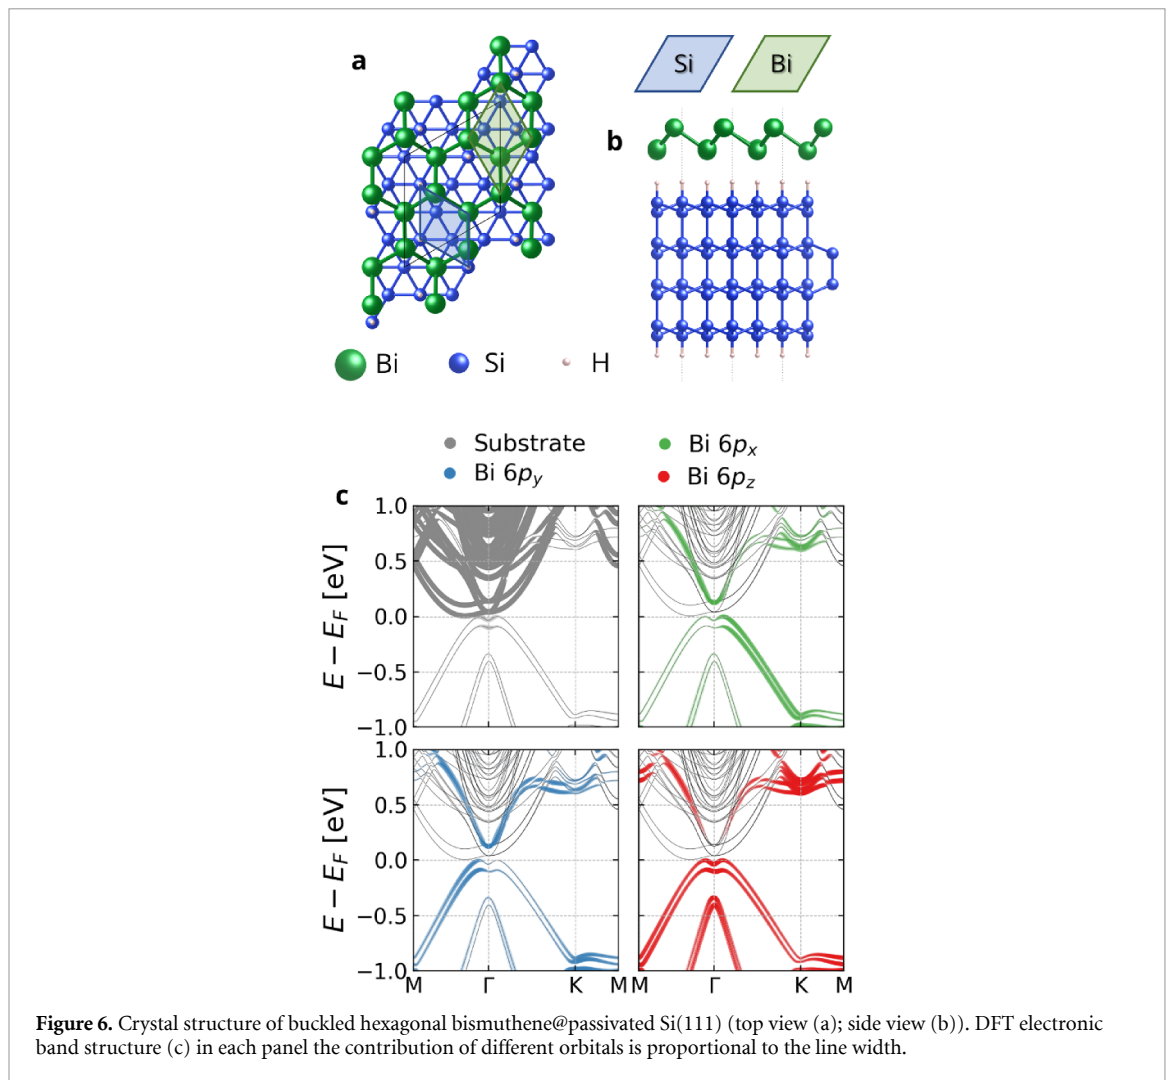 a
Si
Bi
b
Bi
Si
H
Substrate
Bi 6pₓ
Bi 6p_y
Bi 6p_z
c
E − E_F [eV]
1.0
0.5
0.0
−0.5
−1.0
E − E_F [eV]
1.0
0.5
0.0
−0.5
−1.0
M Γ K M
M Γ K M
Figure 6. Crystal structure of buckled hexagonal bismuthene@passivated Si(111) (top view (a); side view (b)). DFT electronic
band structure (c) in each panel the contribution of different orbitals is proportional to the line width.